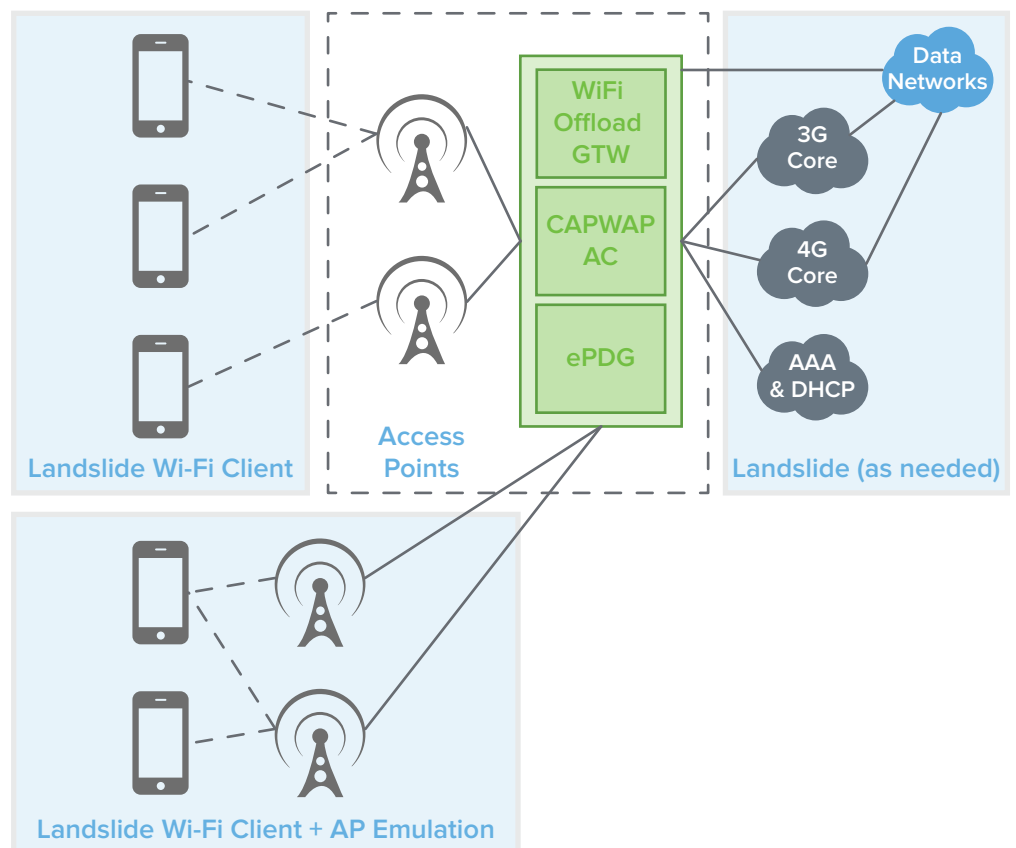 WiFi
Offload
GTW
CAPWAP
AC
ePDG
Data
Networks
3G
Core
4G
Core
AAA
& DHCP
Landslide Wi-Fi Client
Access
Points
Landslide (as needed)
Landslide Wi-Fi Client + AP Emulation